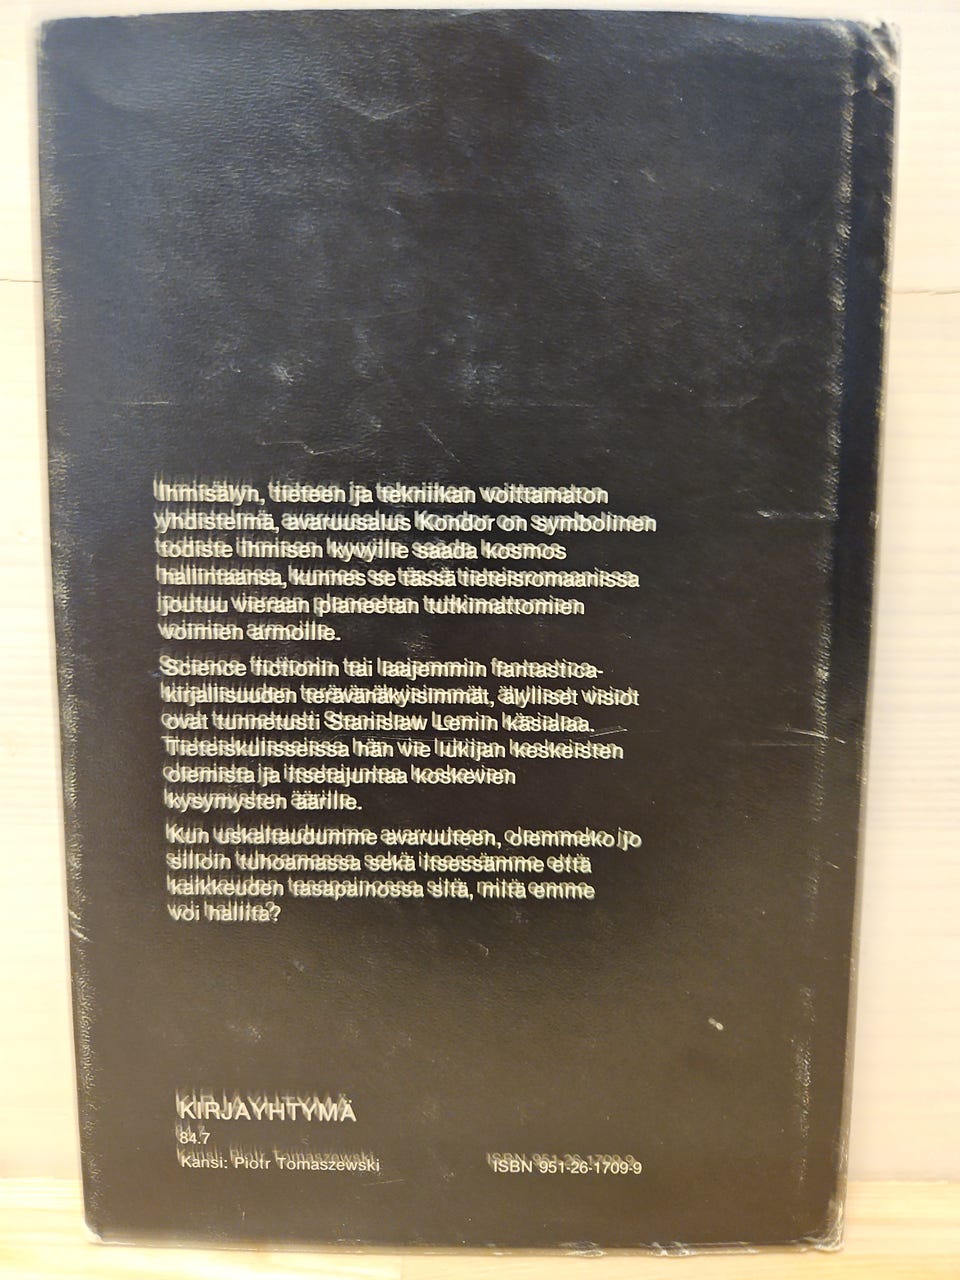 Ihmisälyn, tieteen ja tekniikan voittamaton
yhdistelmä, avaruusalus Kondor on symbolinen
todiste ihmisen kyvyille saada kosmos
hallintaansa, kunnes se tässä tieteisromaanissa
joutuu vieraan planeetan tutkimattomien
voimien armoille.
Science fictionin tai laajemmin fantastica-
kirjallisuuden terävänäkyisimmät, älylliset visiot
ovat tunnetusti Stanislaw Lemin käsialaa.
Tieteiskulisseissa hän vie lukijan keskeisten
olemista ja itsetajuntaa koskevien
kysymysten äärille.
Kun uskaltaudumme avaruuteen, olemmeko jo
silloin tuhoamassa sekä itsessämme että
kaikkeuden tasapainossa sitä, mitä emme
voi hallita?
KIRJAYHTYMÄ
84.7
Kansi: Piotr Tomaszewski
ISBN 951-26-1709-9